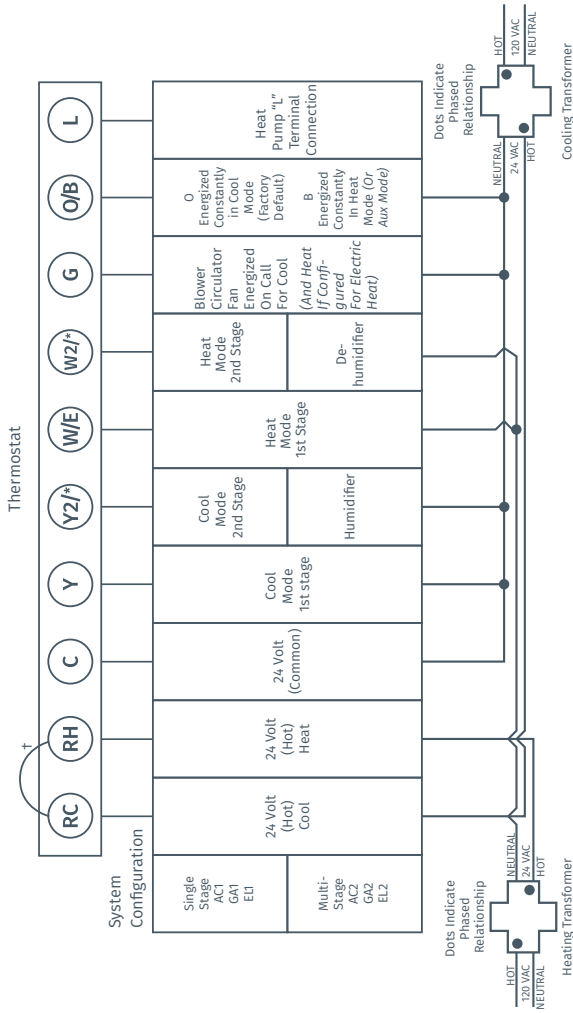 Thermostat
†
RC
RH
C
Y
Y2/*
W/E
W2/*
G
O/B
L
System
Configuration
Single
Stage
AC1
GA1
EL1
Multi-
Stage
AC2
GA2
EL2
24 Volt
(Hot)
Cool
24 Volt
(Hot)
Heat
24 Volt
(Common)
Cool
Mode
1st stage
Cool
Mode
2nd Stage
Humidifier
Heat
Mode
1st Stage
Heat
Mode
2nd Stage
De-
humidifier
Blower
Circulator
Fan
Energized
On Call
For Cool
(And Heat
If Confi-
gured
For Electric
Heat)
O
Energized
Constantly
in Cool
Mode
(Factory
Default)
B
Energized
Constantly
In Heat
Mode (Or
Aux Mode)
Heat
Pump “L”
Terminal
Connection
Dots Indicate
Phased
Relationship
HOT
120 VAC
NEUTRAL
NEUTRAL
24 VAC
HOT
Heating Transformer
Dots Indicate
Phased
Relationship
NEUTRAL
24 VAC
HOT
HOT
120 VAC
NEUTRAL
Cooling Transformer